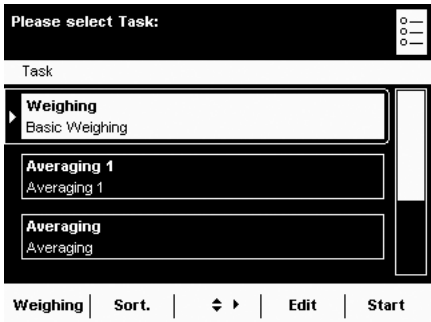 Please select Task:
Task
Weighing
Basic Weighing
Averaging 1
Averaging 1
Averaging
Averaging
Weighing Sort. Edit Start